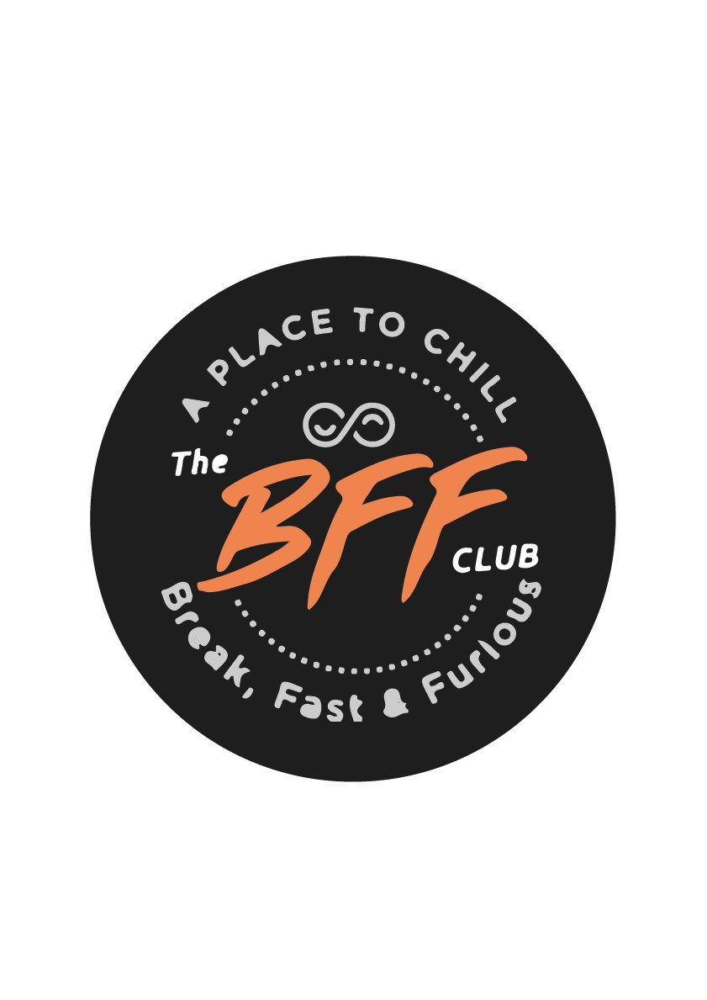 A PLACE TO CHILL
The
BFF
CLUB
Break, Fast & Furious